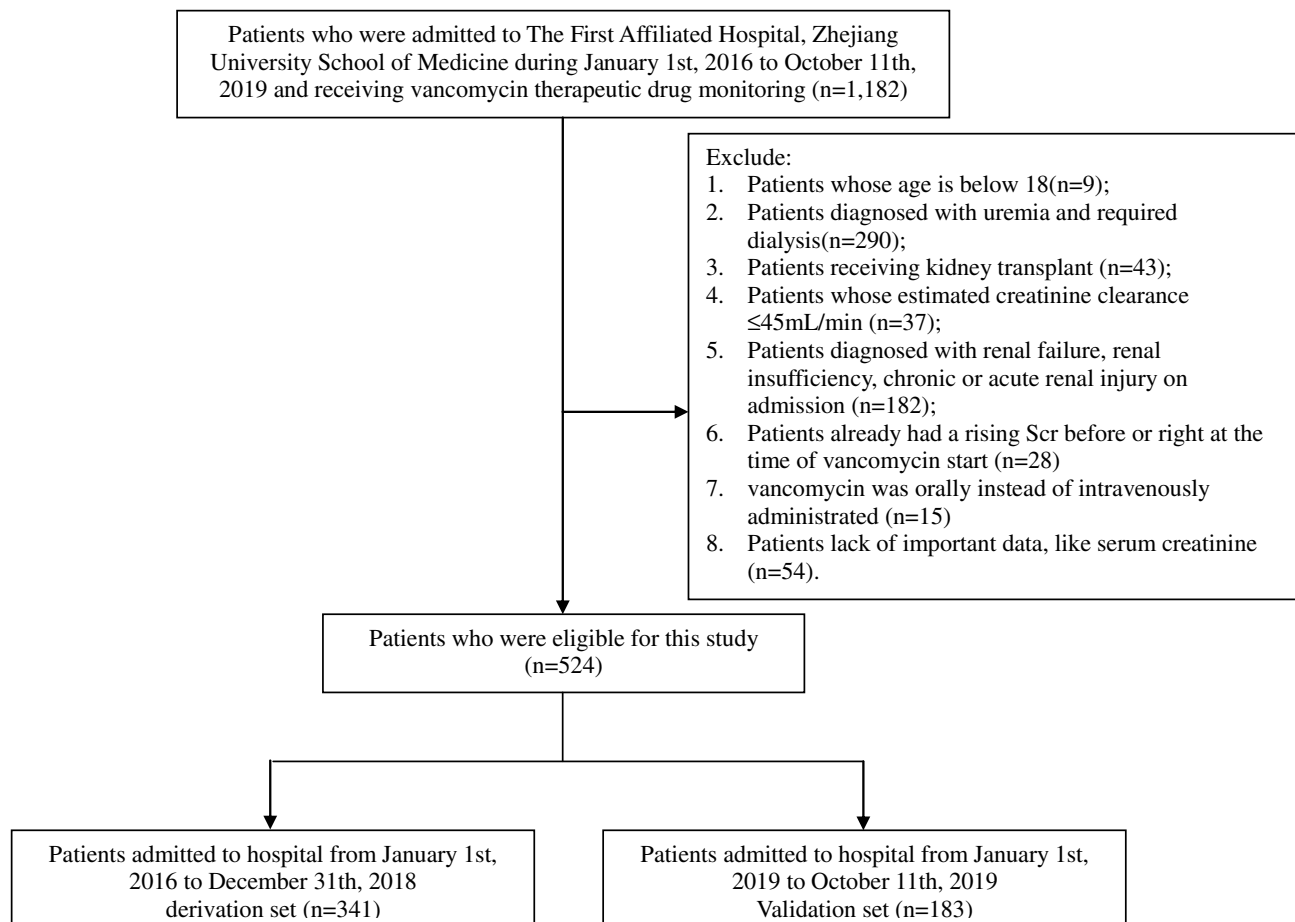 Patients who were admitted to The First Affiliated Hospital, Zhejiang
University School of Medicine during January 1st, 2016 to October 11th,
2019 and receiving vancomycin therapeutic drug monitoring (n=1,182)
Exclude:
1. Patients whose age is below 18(n=9);
2. Patients diagnosed with uremia and required
dialysis(n=290);
3. Patients receiving kidney transplant (n=43);
4. Patients whose estimated creatinine clearance
≤45mL/min (n=37);
5. Patients diagnosed with renal failure, renal
insufficiency, chronic or acute renal injury on
admission (n=182);
6. Patients already had a rising Scr before or right at the
time of vancomycin start (n=28)
7. vancomycin was orally instead of intravenously
administrated (n=15)
8. Patients lack of important data, like serum creatinine
(n=54).
Patients who were eligible for this study
(n=524)
Patients admitted to hospital from January 1st,
2016 to December 31th, 2018
derivation set (n=341)
Patients admitted to hospital from January 1st,
2019 to October 11th, 2019
Validation set (n=183)